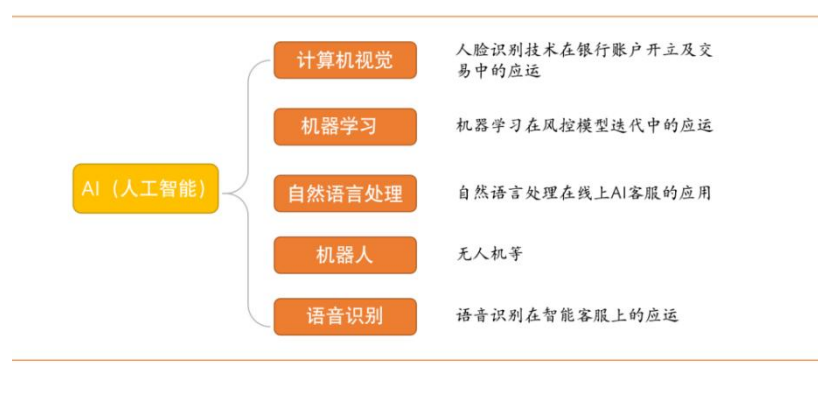 计算机视觉
人脸识别技术在银行账户开立及交
易中的应运
机器学习
机器学习在风控模型迭代中的应运
AI（人工智能）
自然语言处理
自然语言处理在线上AI客服的应用
机器人
无人机等
语音识别
语音识别在智能客服上的应运